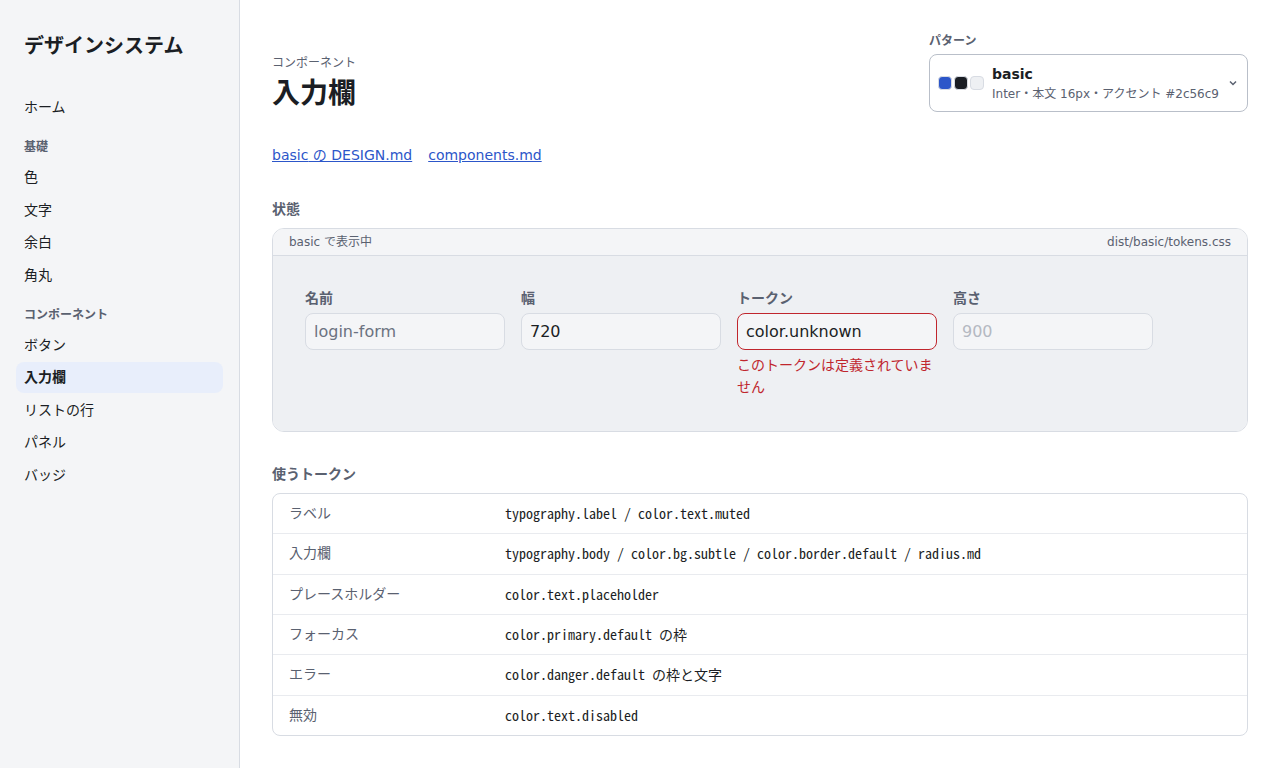 デザインシステム
ホーム
基礎
色
文字
余白
角丸
コンポーネント
ボタン
入力欄
リストの行
パネル
バッジ
コンポーネント
入力欄
パターン
basic
Inter・本文 16px・アクセント #2c56c9
basic の DESIGN.md components.md
状態
basic で表示中 dist/basic/tokens.css
名前 幅 トークン 高さ
login-form 720 color.unknown 900
このトークンは定義されていま
せん
使うトークン
ラベル typography.label / color.text.muted
入力欄 typography.body / color.bg.subtle / color.border.default / radius.md
プレースホルダー color.text.placeholder
フォーカス color.primary.default の枠
エラー color.danger.default の枠と文字
無効 color.text.disabled